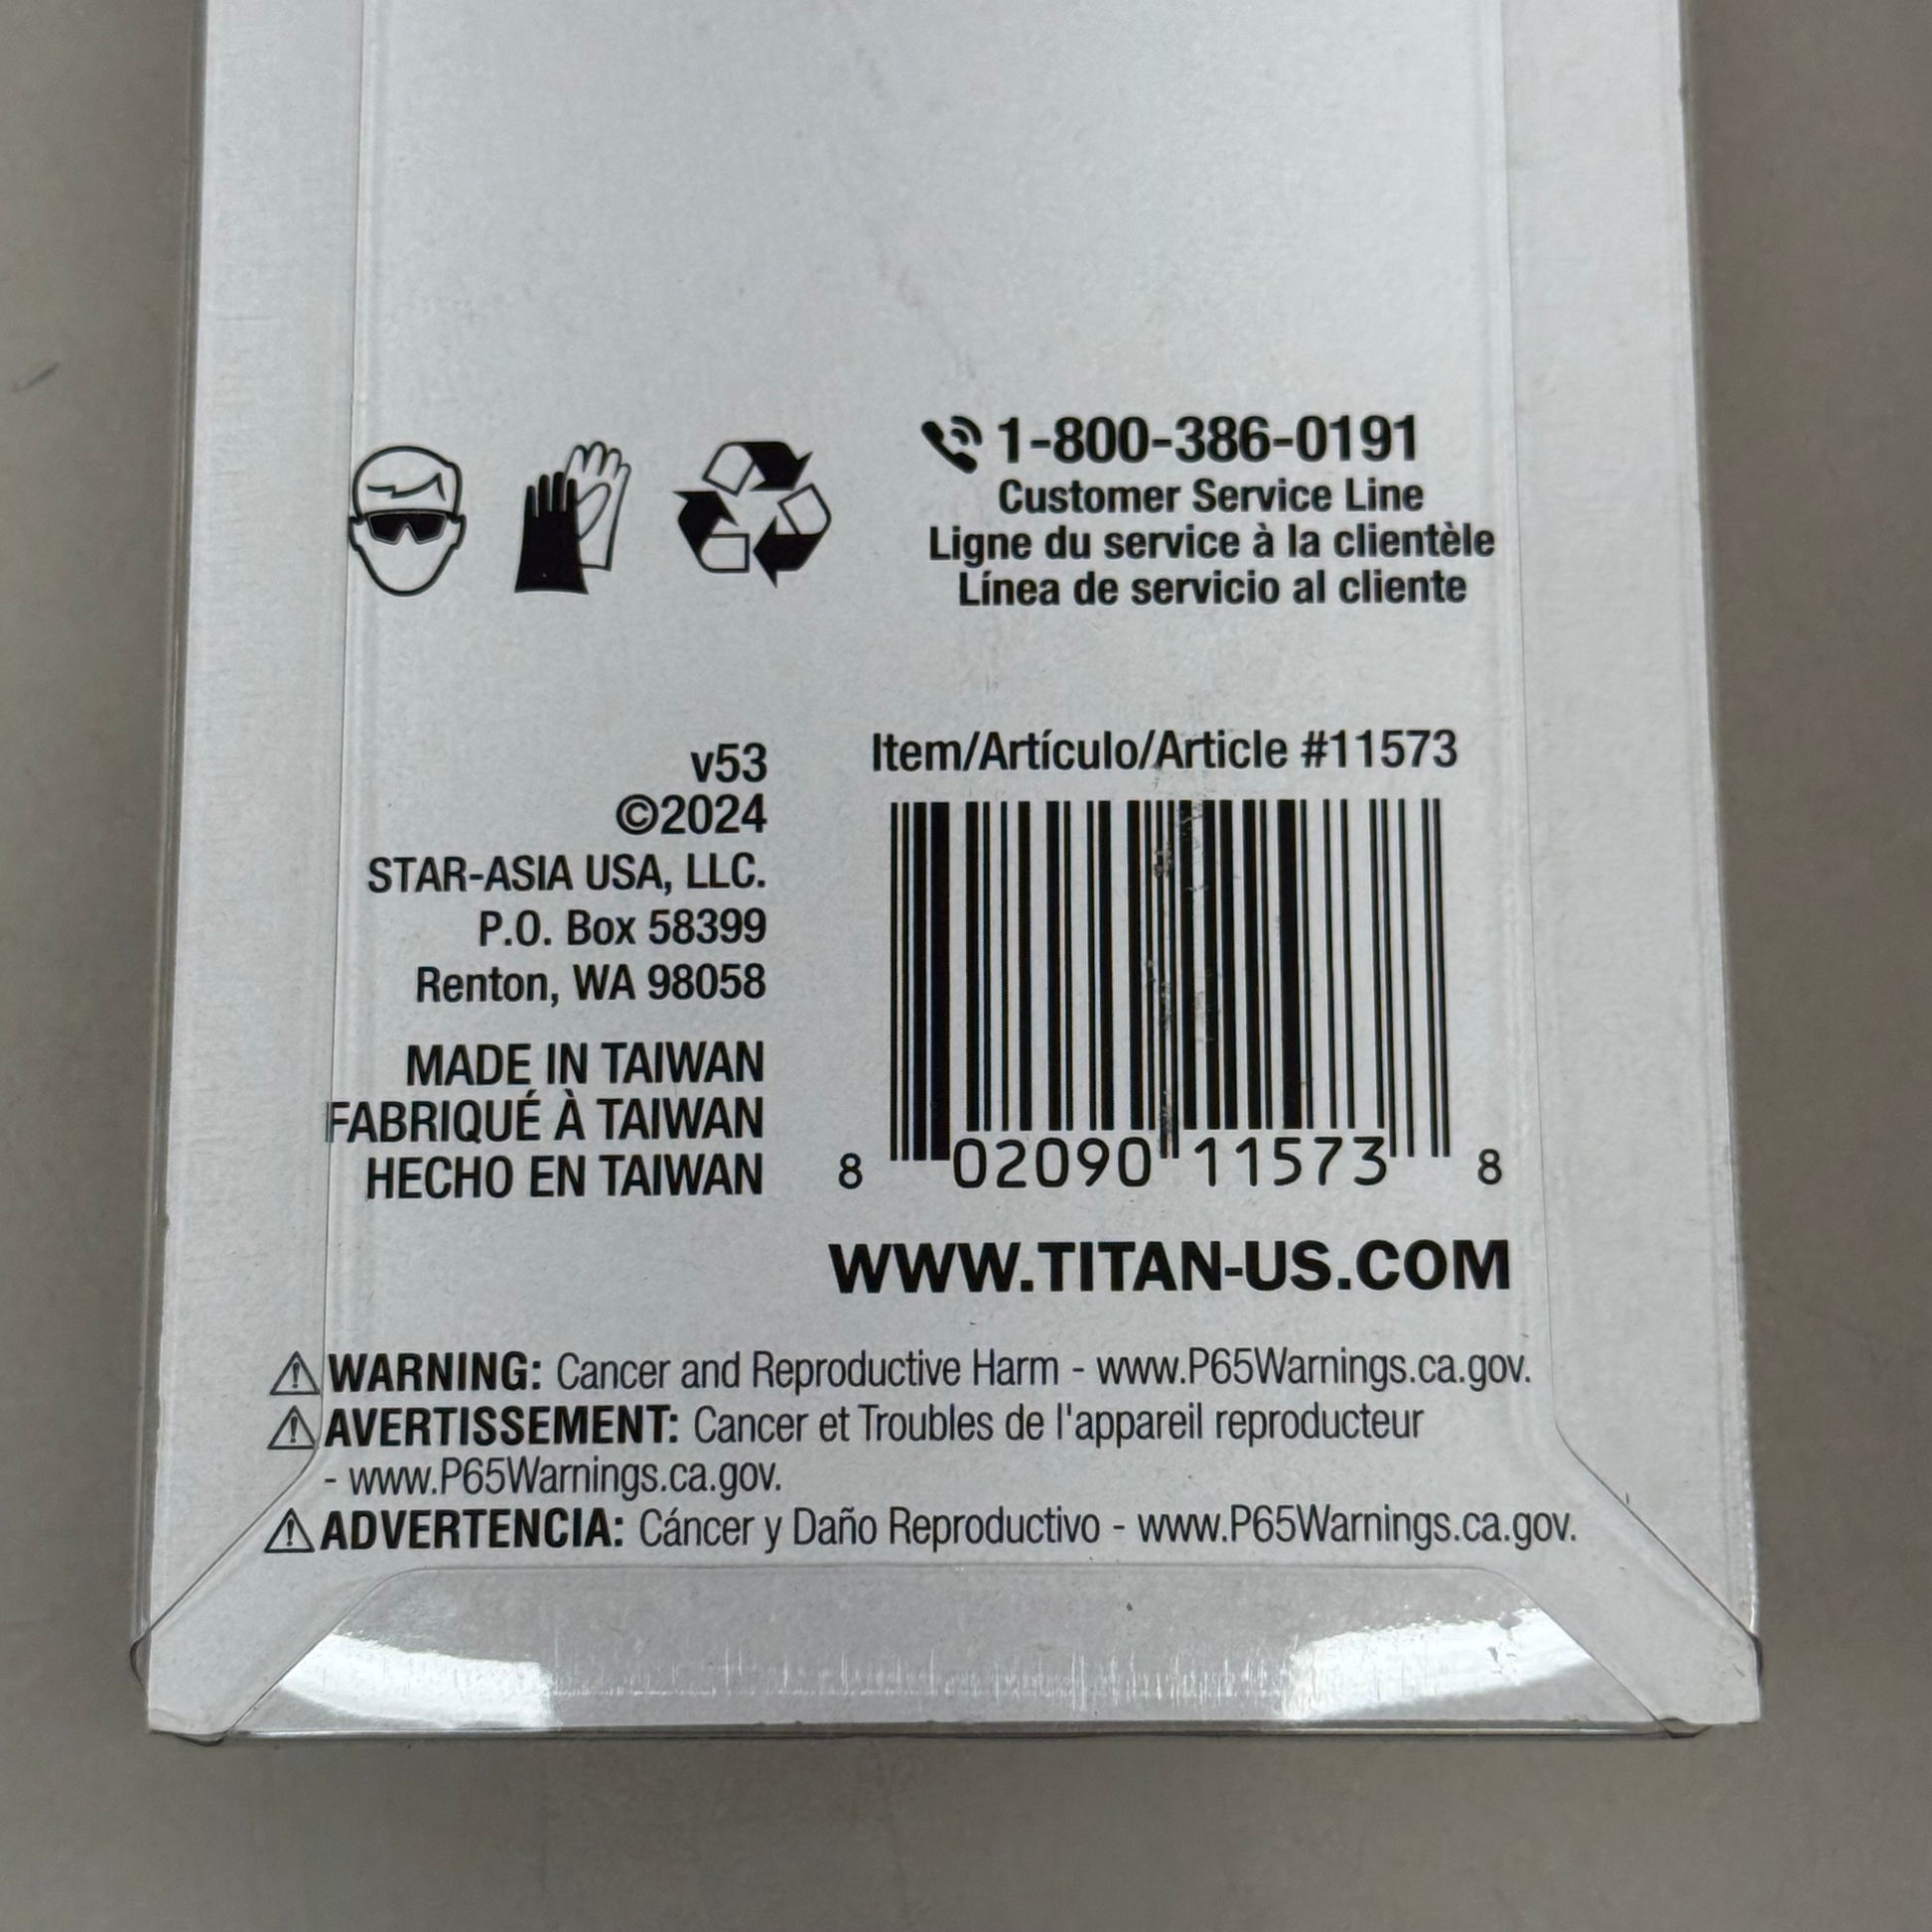 1-800-386-0191
Customer Service Line
Ligne du service à la clientèle
Línea de servicio al cliente
v53
©2024
STAR-ASIA USA, LLC.
P.O. Box 58399
Renton, WA 98058
MADE IN TAIWAN
FABRIQUÉ À TAIWAN
HECHO EN TAIWAN
Item/Artículo/Article #11573
8 02090 11573 8
WWW.TITAN-US.COM
WARNING: Cancer and Reproductive Harm - www.P65Warnings.ca.gov.
AVERTISSEMENT: Cancer et Troubles de l'appareil reproducteur
- www.P65Warnings.ca.gov.
ADVERTENCIA: Cáncer y Daño Reproductivo - www.P65Warnings.ca.gov.